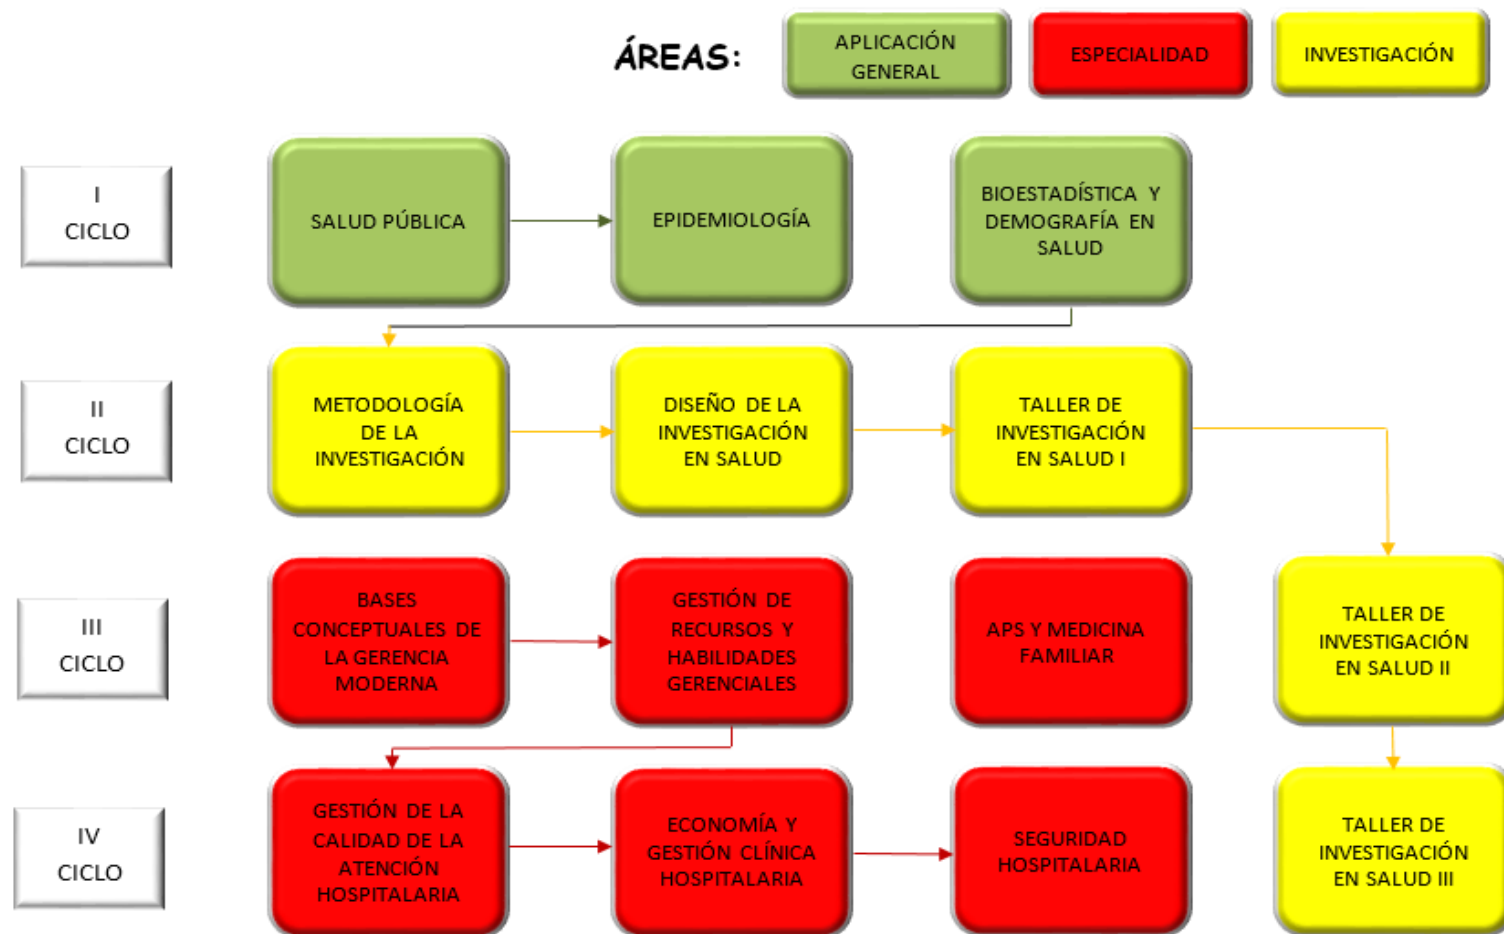 ÁREAS:
APLICACIÓN
GENERAL
ESPECIALIDAD
INVESTIGACIÓN
I
CICLO
SALUD PÚBLICA
EPIDEMIOLOGÍA
BIOESTADÍSTICA Y
DEMOGRAFÍA EN
SALUD
II
CICLO
METODOLOGÍA
DE LA
INVESTIGACIÓN
DISEÑO DE LA
INVESTIGACIÓN
EN SALUD
TALLER DE
INVESTIGACIÓN
EN SALUD I
III
CICLO
BASES
CONCEPTUALES DE
LA GERENCIA
MODERNA
GESTIÓN DE
RECURSOS Y
HABILIDADES
GERENCIALES
APS Y MEDICINA
FAMILIAR
TALLER DE
INVESTIGACIÓN
EN SALUD II
IV
CICLO
GESTIÓN DE LA
CALIDAD DE LA
ATENCIÓN
HOSPITALARIA
ECONOMÍA Y
GESTIÓN CLÍNICA
HOSPITALARIA
SEGURIDAD
HOSPITALARIA
TALLER DE
INVESTIGACIÓN
EN SALUD III